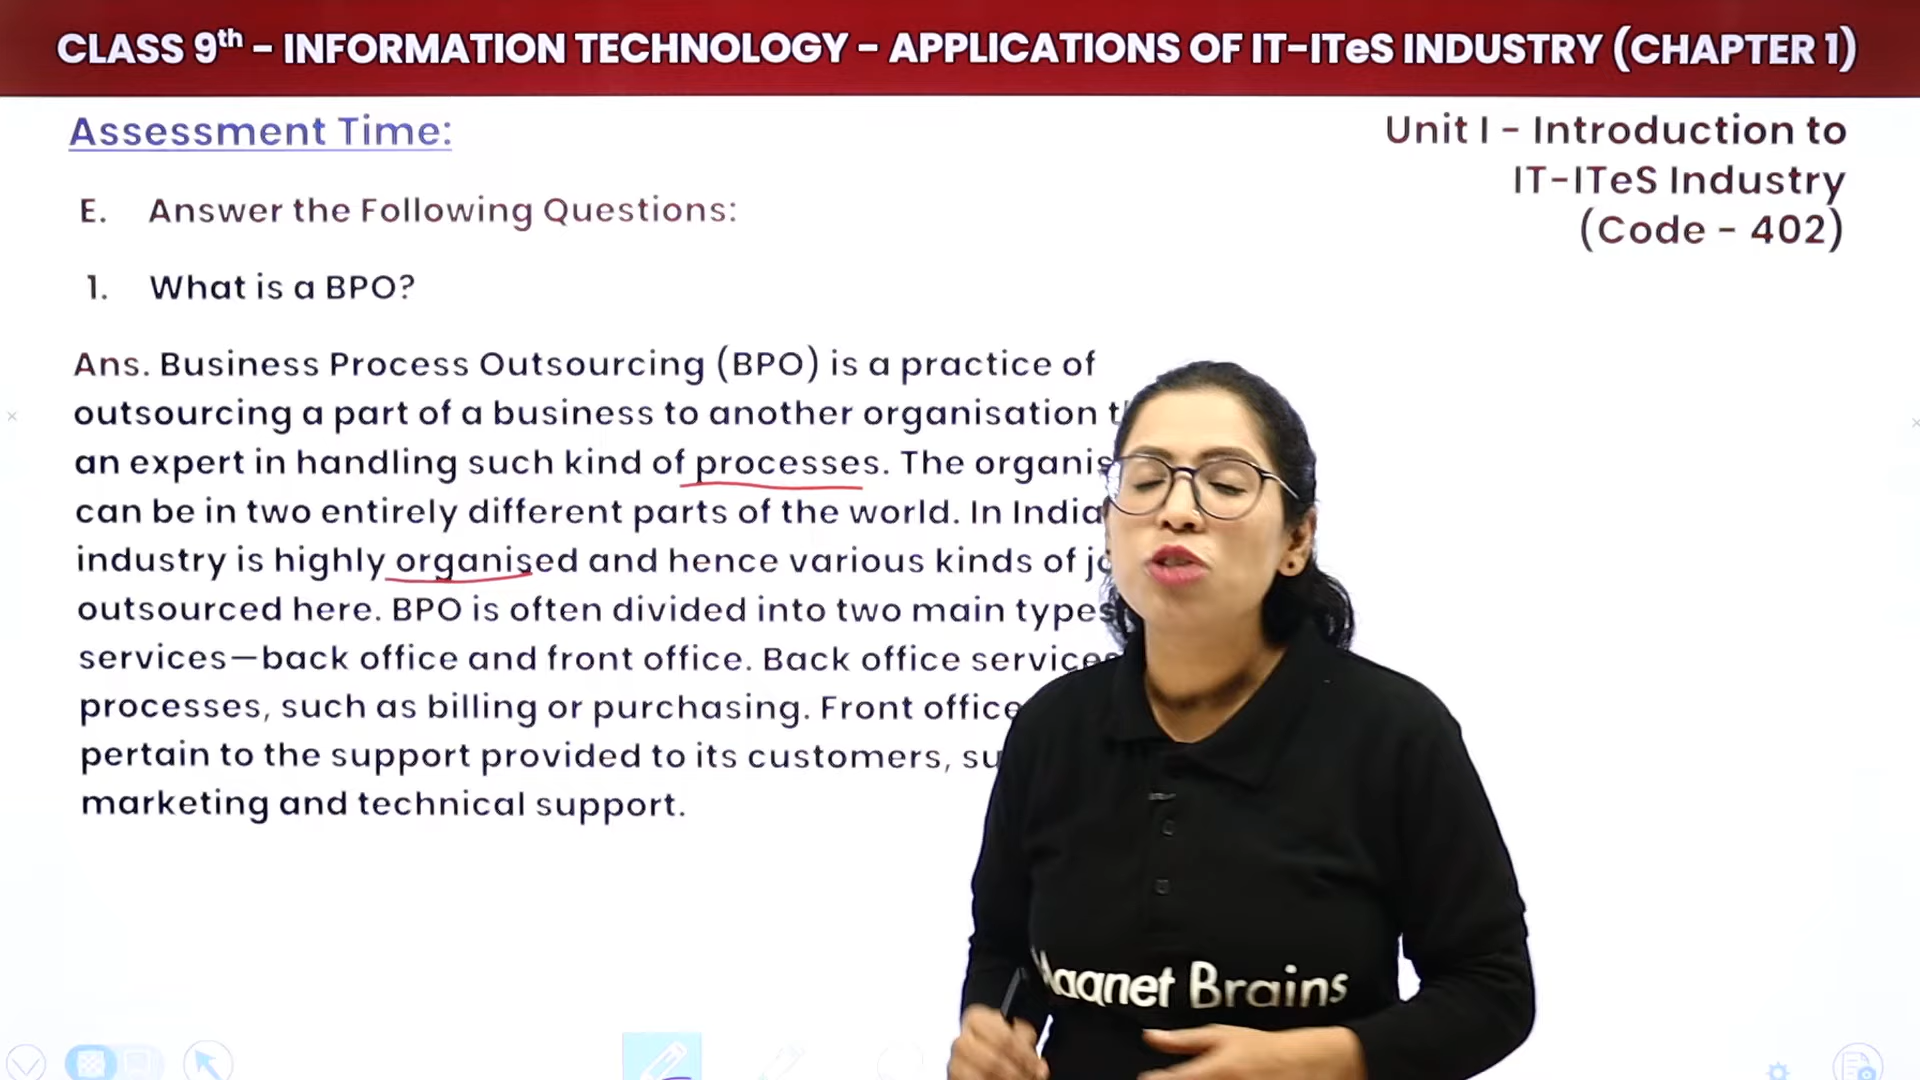 CLASS 9th - INFORMATION TECHNOLOGY - APPLICATIONS OF IT-ITeS INDUSTRY (CHAPTER 1)
Assessment Time:
Unit I - Introduction to
IT-ITeS Industry
(Code - 402)
E. Answer the Following Questions:
1. What is a BPO?
Ans. Business Process Outsourcing (BPO) is a practice of
outsourcing a part of a business to another organisation
an expert in handling such kind of processes. The
can be in two entirely different parts of the world. In India
industry is highly organised and hence various kinds of
outsourced here. BPO is often divided into two main types
services—back office and front office. Back office services
processes, such as billing or purchasing. Front office
pertain to the support provided to its customers,
marketing and technical support.
Brains